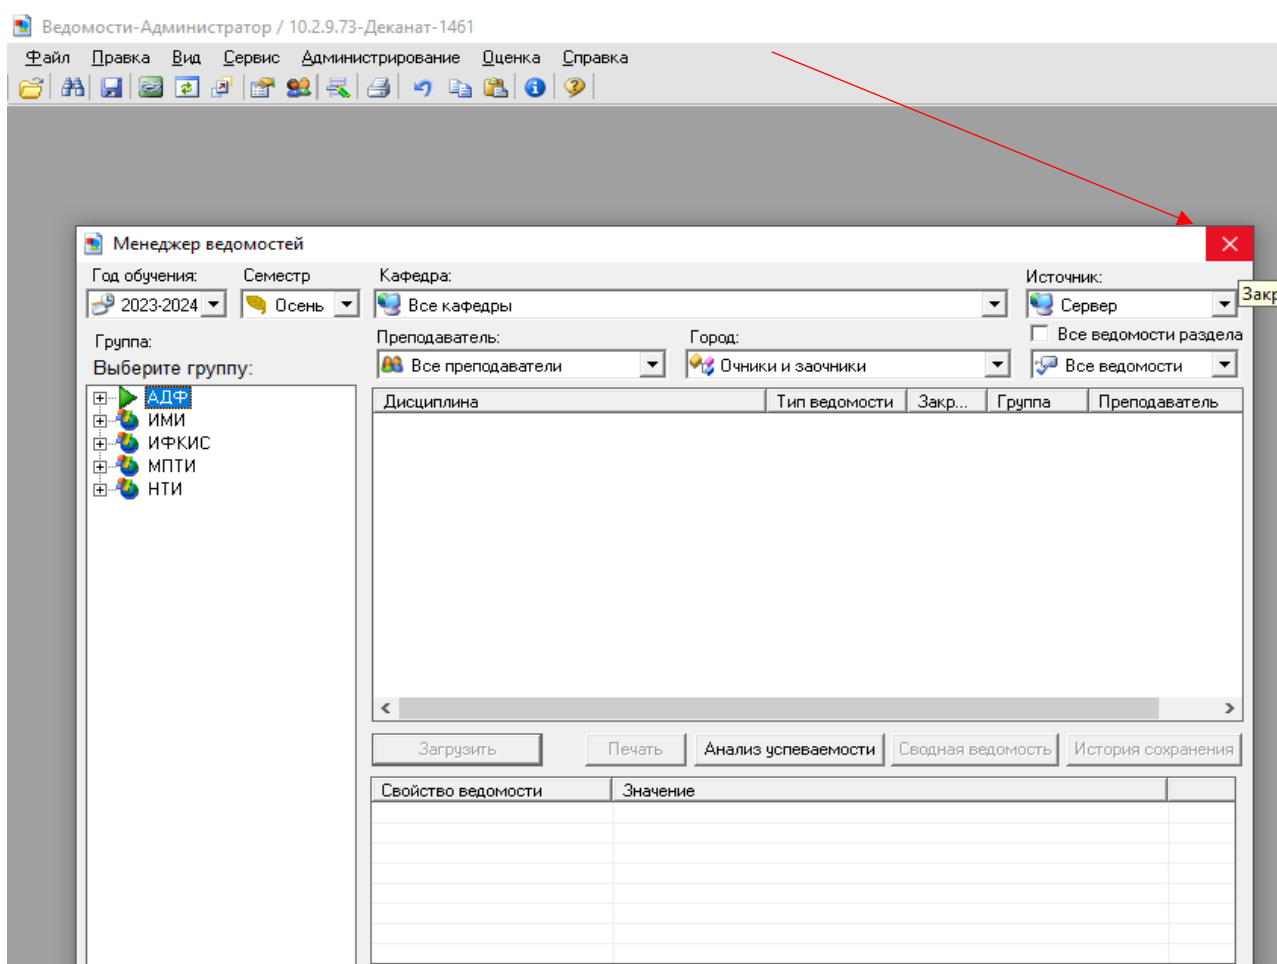 Ведомости-Администратор / 10.2.9.73-Деканат-1461
Файл Правка Вид Сервис Администрирование Оценка Справка
Менеджер ведомостей
Год обучения: Семестр Кафедра: Источник:
2023-2024 Осень Все кафедры Сервер
Закр
Группа: Преподаватель: Город: Все ведомости раздела
Выберите группу: Все преподаватели Очники и заочники Все ведомости
АДФ
ИМИ
ИФКИС
МПТИ
НТИ
Дисциплина Тип ведомости Закр... Группа Преподаватель
Загрузить Печать Анализ успеваемости Сводная ведомость История сохранения
Свойство ведомости Значение